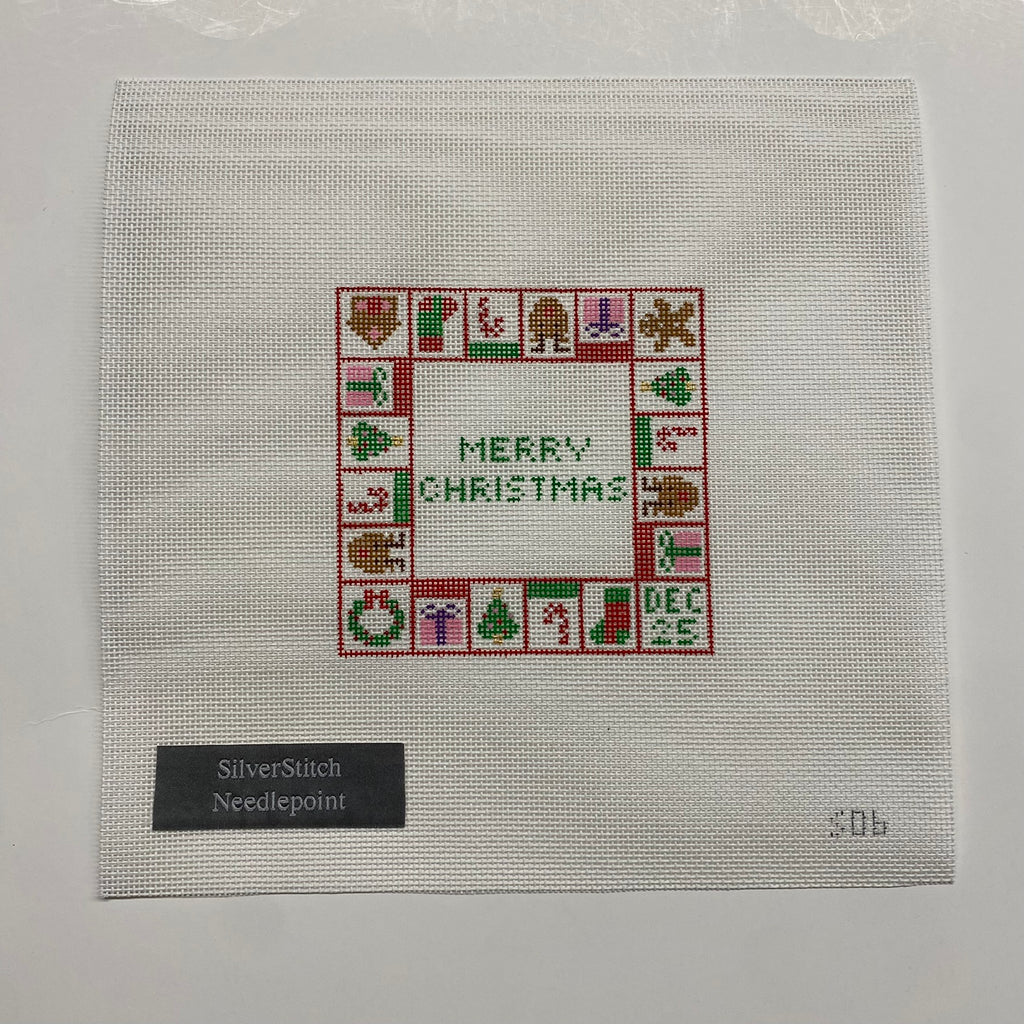 MERRY
CHRISTMAS
DEC
25
SilverStitch
Needlepoint
S06